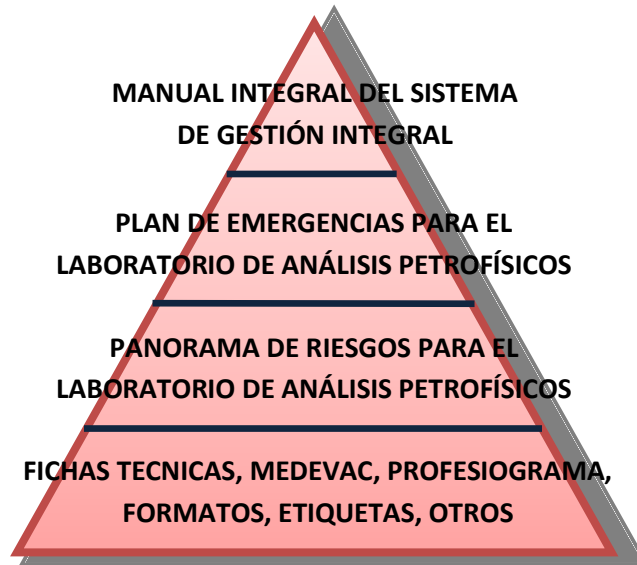 MANUAL INTEGRAL DEL SISTEMA
DE GESTIÓN INTEGRAL
PLAN DE EMERGENCIAS PARA EL
LABORATORIO DE ANÁLISIS PETROFÍSICOS
PANORAMA DE RIESGOS PARA EL
LABORATORIO DE ANÁLISIS PETROFÍSICOS
FICHAS TECNICAS, MEDEVAC, PROFESIOGRAMA,
FORMATOS, ETIQUETAS, OTROS